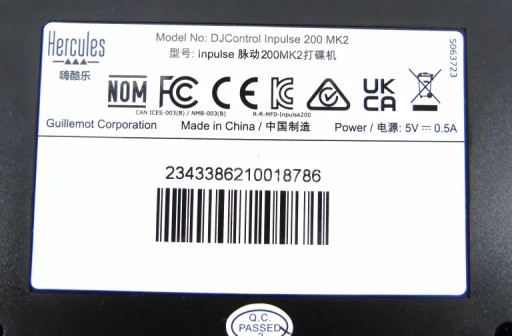 Hercules
嗨酷乐
Model No: DJControl Inpulse 200 MK2
型号: Inpulse 脉动200MK2打碟机
5063723
NOM FC CE UK CA
CAN ICES-003(B) / NMB-003(B)
R-R-MF0-Inpulse200
Guillemot Corporation
Made in China / 中国制造
Power / 电源: 5V 0.5A
2343386210018786
Q.C.
PASSED